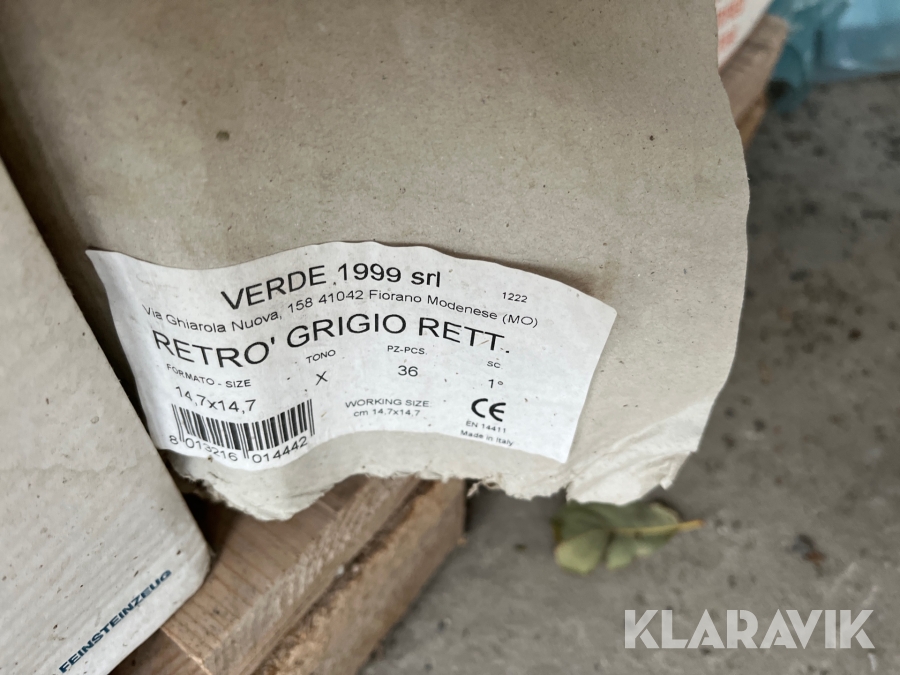 VERDE 1999 srl
1222
Via Ghiarola Nuova, 158 41042 Fiorano Modenese (MO)
RETRO' GRIGIO RETT.
FORMATO - SIZE
TONO
PZ-PCS
SC
14,7x14,7
X
36
1°
WORKING SIZE
cm 14.7x14.7
CE
EN 14411
Made in Italy
8 013216 014442
FEINSTEINZEUG
KLARAVIK